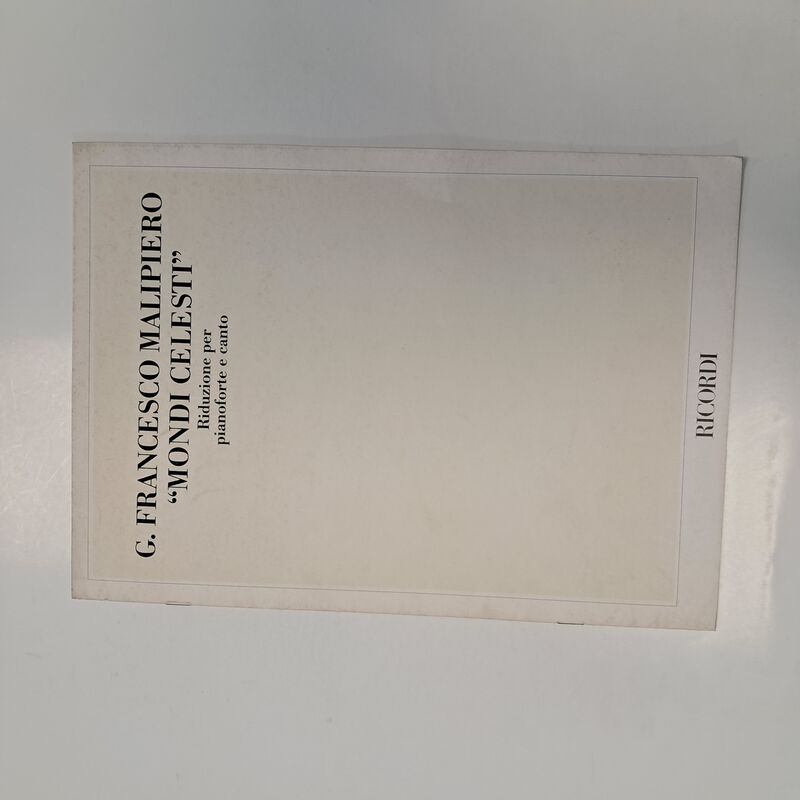 G. FRANCESCO MALIPIERO
“MONDI CELESTI”
Riduzione per
pianoforte e canto
RICORDI